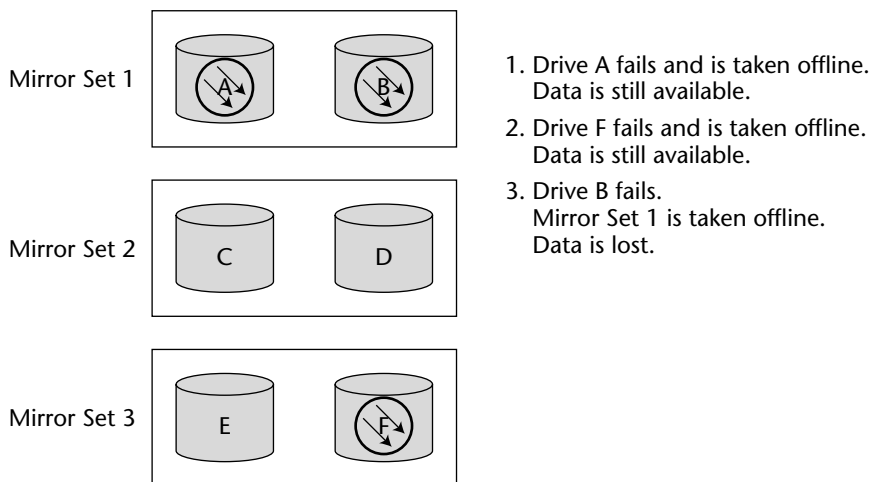 Mirror Set 1
A
B
1. Drive A fails and is taken offline.
Data is still available.
2. Drive F fails and is taken offline.
Data is still available.
3. Drive B fails.
Mirror Set 1 is taken offline.
Data is lost.
Mirror Set 2
C
D
Mirror Set 3
E
F